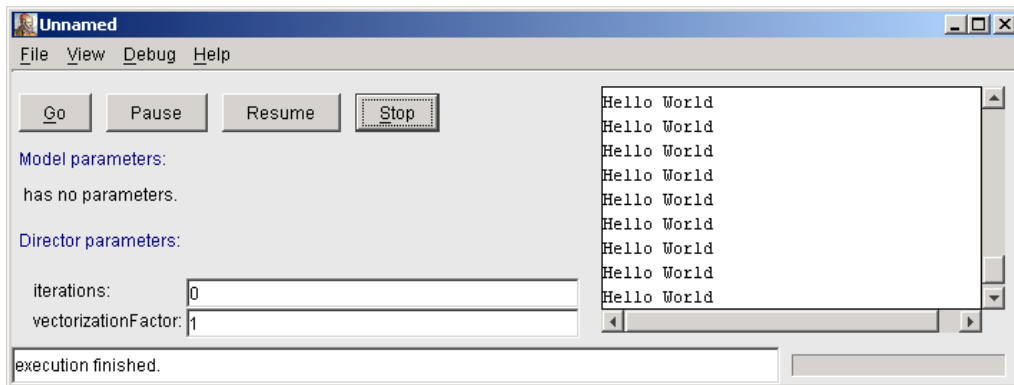 Unnamed
File View Debug Help
Go Pause Resume Stop
Model parameters:
has no parameters.
Director parameters:
iterations: 0
vectorizationFactor: 1
Hello World
Hello World
Hello World
Hello World
Hello World
Hello World
Hello World
Hello World
Hello World
execution finished.